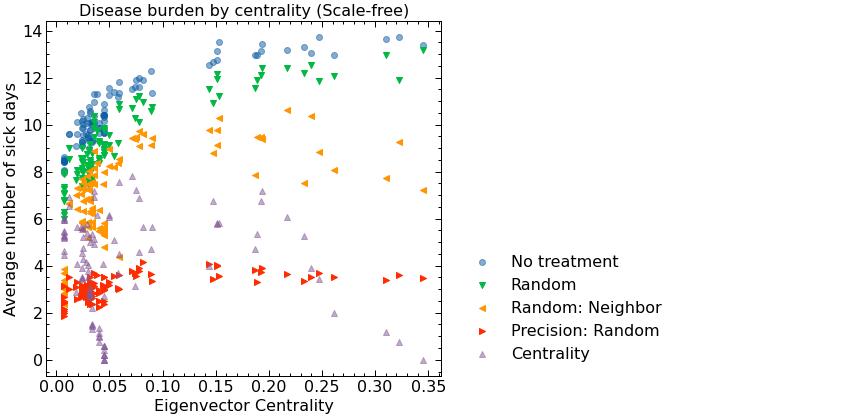 Disease burden by centrality (Scale-free)
14
12
10
8
6
4
2
0
Average number of sick days
0.00 0.05 0.10 0.15 0.20 0.25 0.30 0.35
Eigenvector Centrality
No treatment
Random
Random: Neighbor
Precision: Random
Centrality